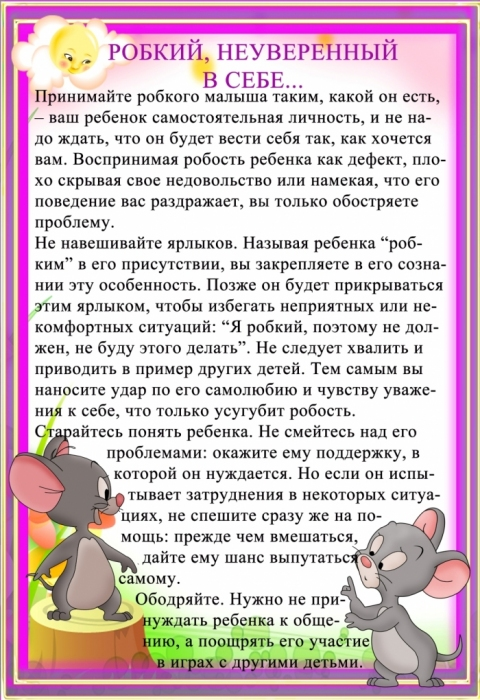 РОБКИЙ, НЕУВЕРЕННЫЙ
В СЕБЕ...
Принимайте робкого малыша таким, какой он есть,
– ваш ребенок самостоятельная личность, и не на-
до ждать, что он будет вести себя так, как хочется
вам. Воспринимая робость ребенка как дефект, пло-
хо скрывая свое недовольство или намекая, что его
поведение вас раздражает, вы только обостряете
проблему.
Не навешивайте ярлыков. Называя ребенка “роб-
ким” в его присутствии, вы закрепляете в его созна-
нии эту особенность. Позже он будет прикрываться
этим ярлыком, чтобы избегать неприятных или не-
комфортных ситуаций: “Я робкий, поэтому не дол-
жен, не буду этого делать”. Не следует хвалить и
приводить в пример других детей. Тем самым вы
наносите удар по его самолюбию и чувству уваже-
ния к себе, что только усугубит робость.
Старайтесь понять ребенка. Не смейтесь над его
проблемами: окажите ему поддержку, в
которой он нуждается. Но если он испы-
тывает затруднения в некоторых ситуа-
циях, не спешите сразу же на по-
мощь: прежде чем вмешаться,
дайте ему шанс выпутаться
самому.
Ободряйте. Нужно не при-
нуждать ребенка к обще-
нию, а поощрять его участие
в играх с другими детьми.